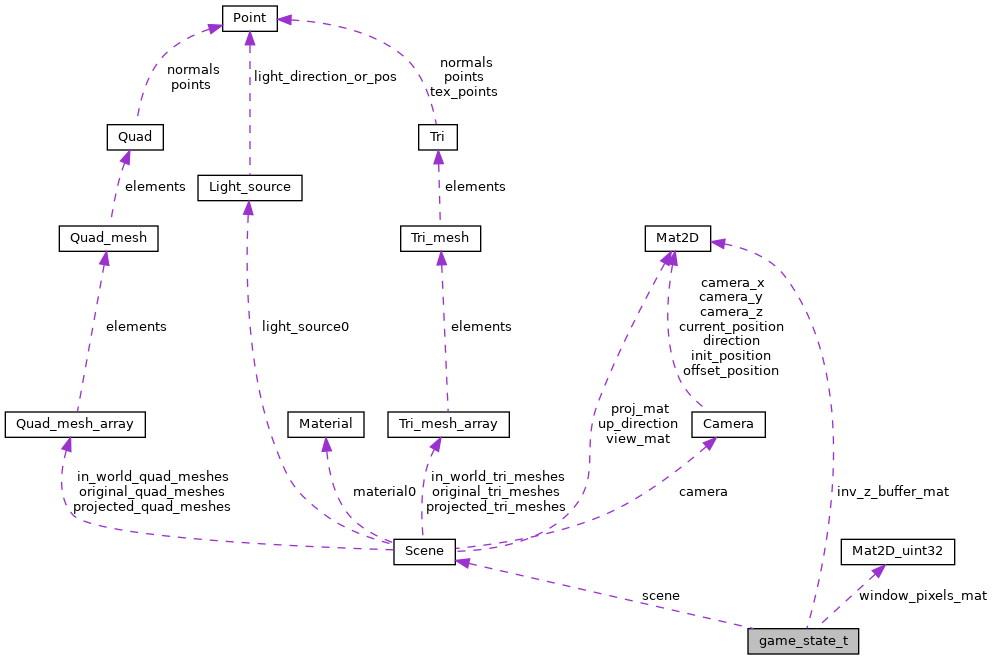 Point
normals
points
light_direction_or_pos
normals
points
tex_points
Quad
Tri
elements
Light_source
elements
Quad_mesh
Tri_mesh
Mat2D
camera_x
camera_y
camera_z
current_position
direction
init_position
offset_position
elements
light_source0
elements
proj_mat
up_direction
view_mat
Quad_mesh_array
Material
Tri_mesh_array
Camera
in_world_quad_meshes
original_quad_meshes
projected_quad_meshes
material0
in_world_tri_meshes
original_tri_meshes
projected_tri_meshes
camera
inv_z_buffer_mat
Scene
Mat2D_uint32
scene
window_pixels_mat
game_state_t